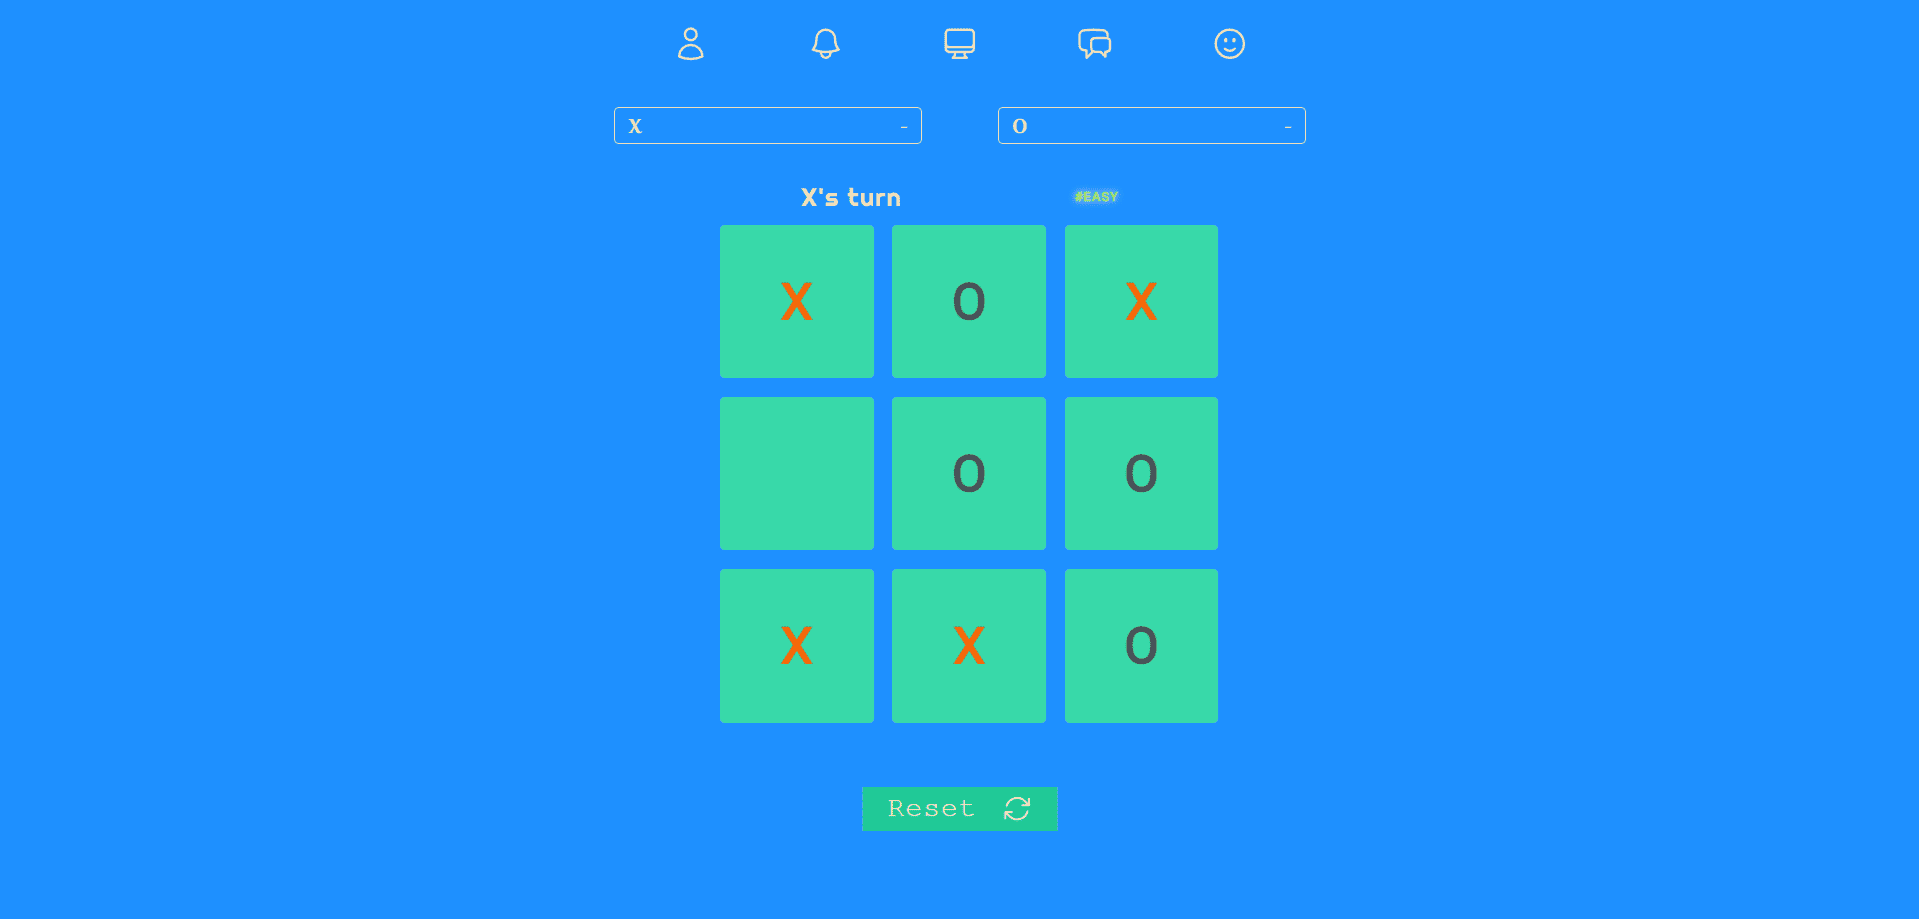 X - O -
X's turn #EASY
X O X
O O
X X O
Reset